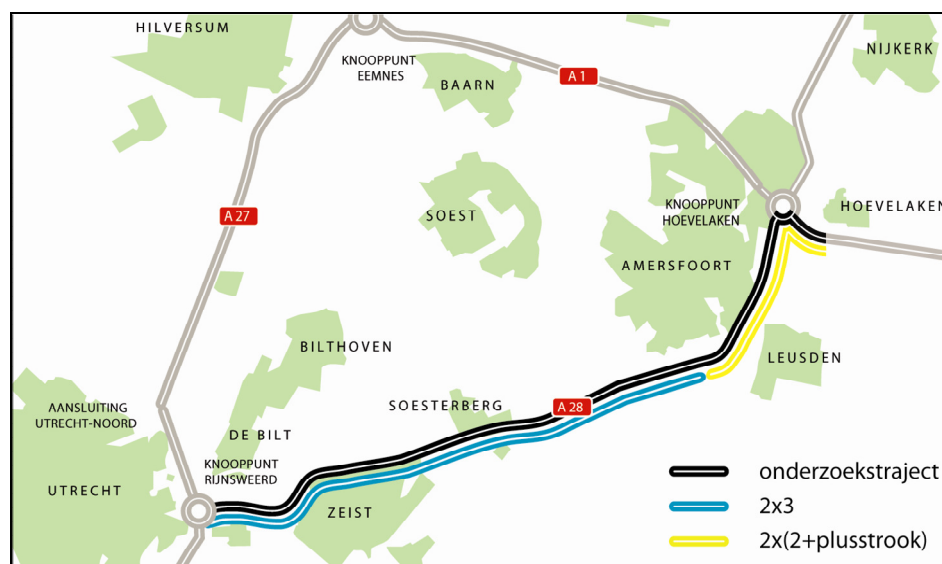 HILVERSUM
NIJKERK
KNOOPPUNT
EEMNES
A 1
BAARN
KNOOPPUNT
HOEVELAKEN
HOEVELAKEN
A 27
SOEST
AMERSFOORT
BILTHOVEN
LEUSDEN
SOESTERBERG
A 28
AANSLUITING
UTRECHT-NOORD
DE BILT
KNOOPPUNT
RIJNSWEERD
UTRECHT
ZEIST
onderzoekstraject
2x3
2x(2+plusstrook)